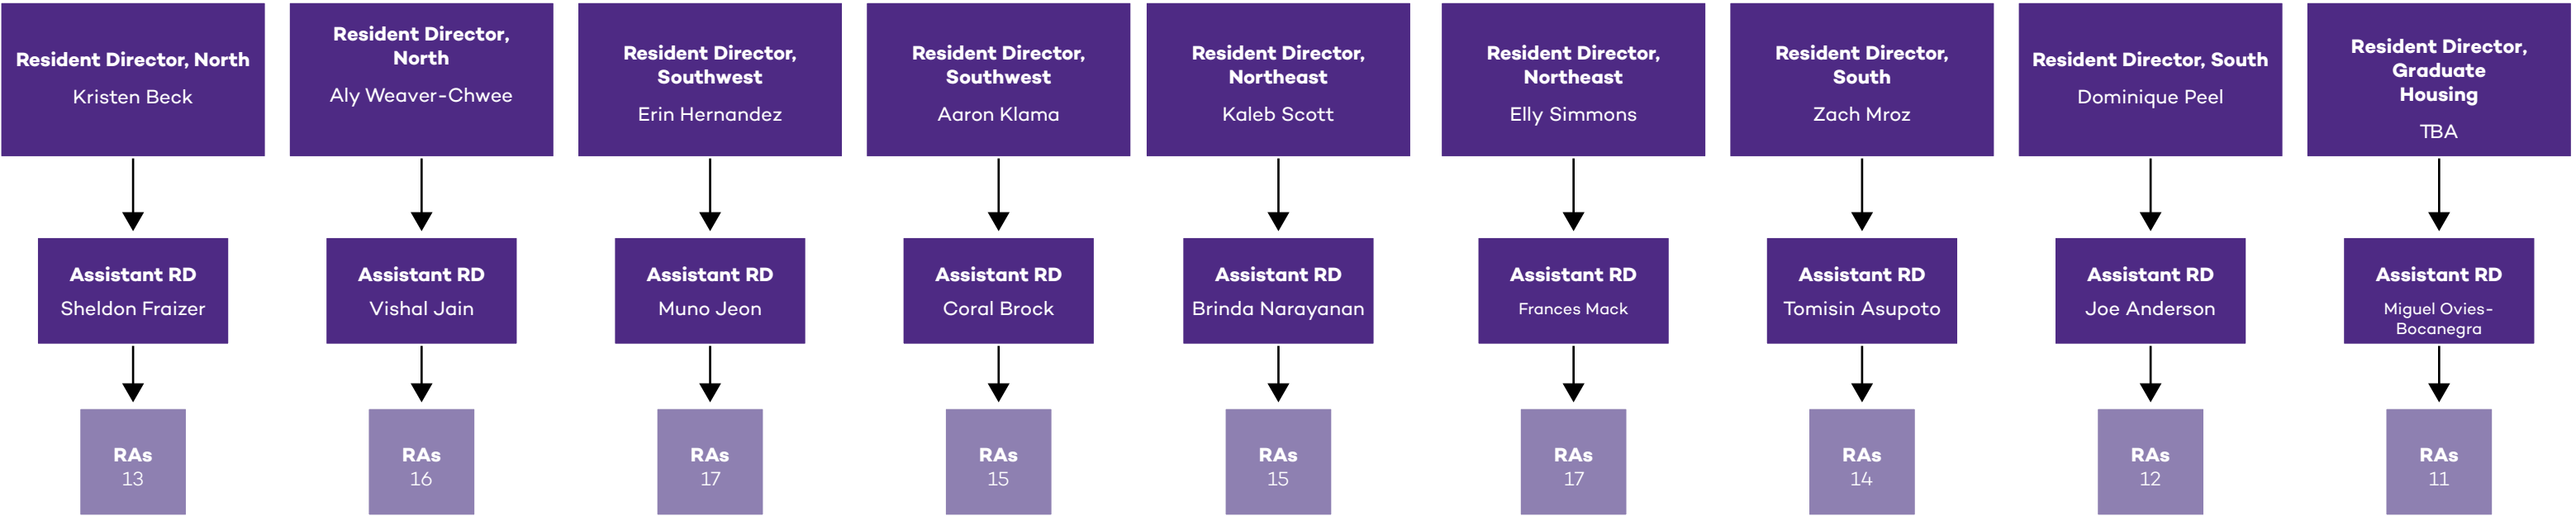 Resident Director, North
Kristen Beck
Resident Director,
North
Aly Weaver-Chwee
Resident Director,
Southwest
Erin Hernandez
Resident Director,
Southwest
Aaron Klama
Resident Director,
Northeast
Kaleb Scott
Resident Director,
Northeast
Elly Simmons
Resident Director,
South
Zach Mroz
Resident Director, South
Dominique Peel
Resident Director,
Graduate
Housing
TBA
Assistant RD
Sheldon Fraizer
Assistant RD
Vishal Jain
Assistant RD
Muno Jeon
Assistant RD
Coral Brock
Assistant RD
Brinda Narayanan
Assistant RD
Frances Mack
Assistant RD
Tomisin Asupoto
Assistant RD
Joe Anderson
Assistant RD
Miguel Ovies-
Bocanegra
RAs
13
RAs
16
RAs
17
RAs
15
RAs
15
RAs
17
RAs
14
RAs
12
RAs
11